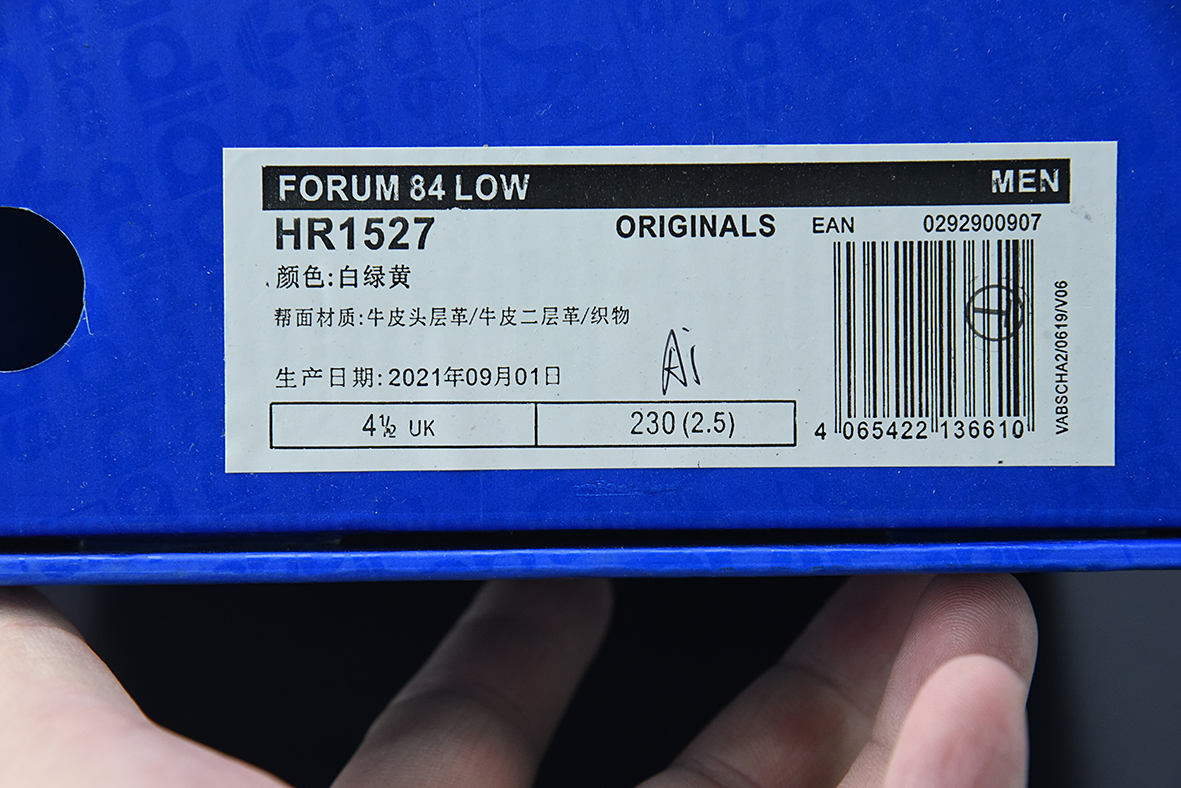 FORUM 84 LOW MEN
HR1527 ORIGINALS EAN 0292900907
颜色:白绿黄
帮面材质:牛皮头层革/牛皮二层革/织物
Ai
生产日期:2021年09月01日
4½ UK 230(2.5)
4 065422 136610
VABSCHA2/0619/V06
adidas